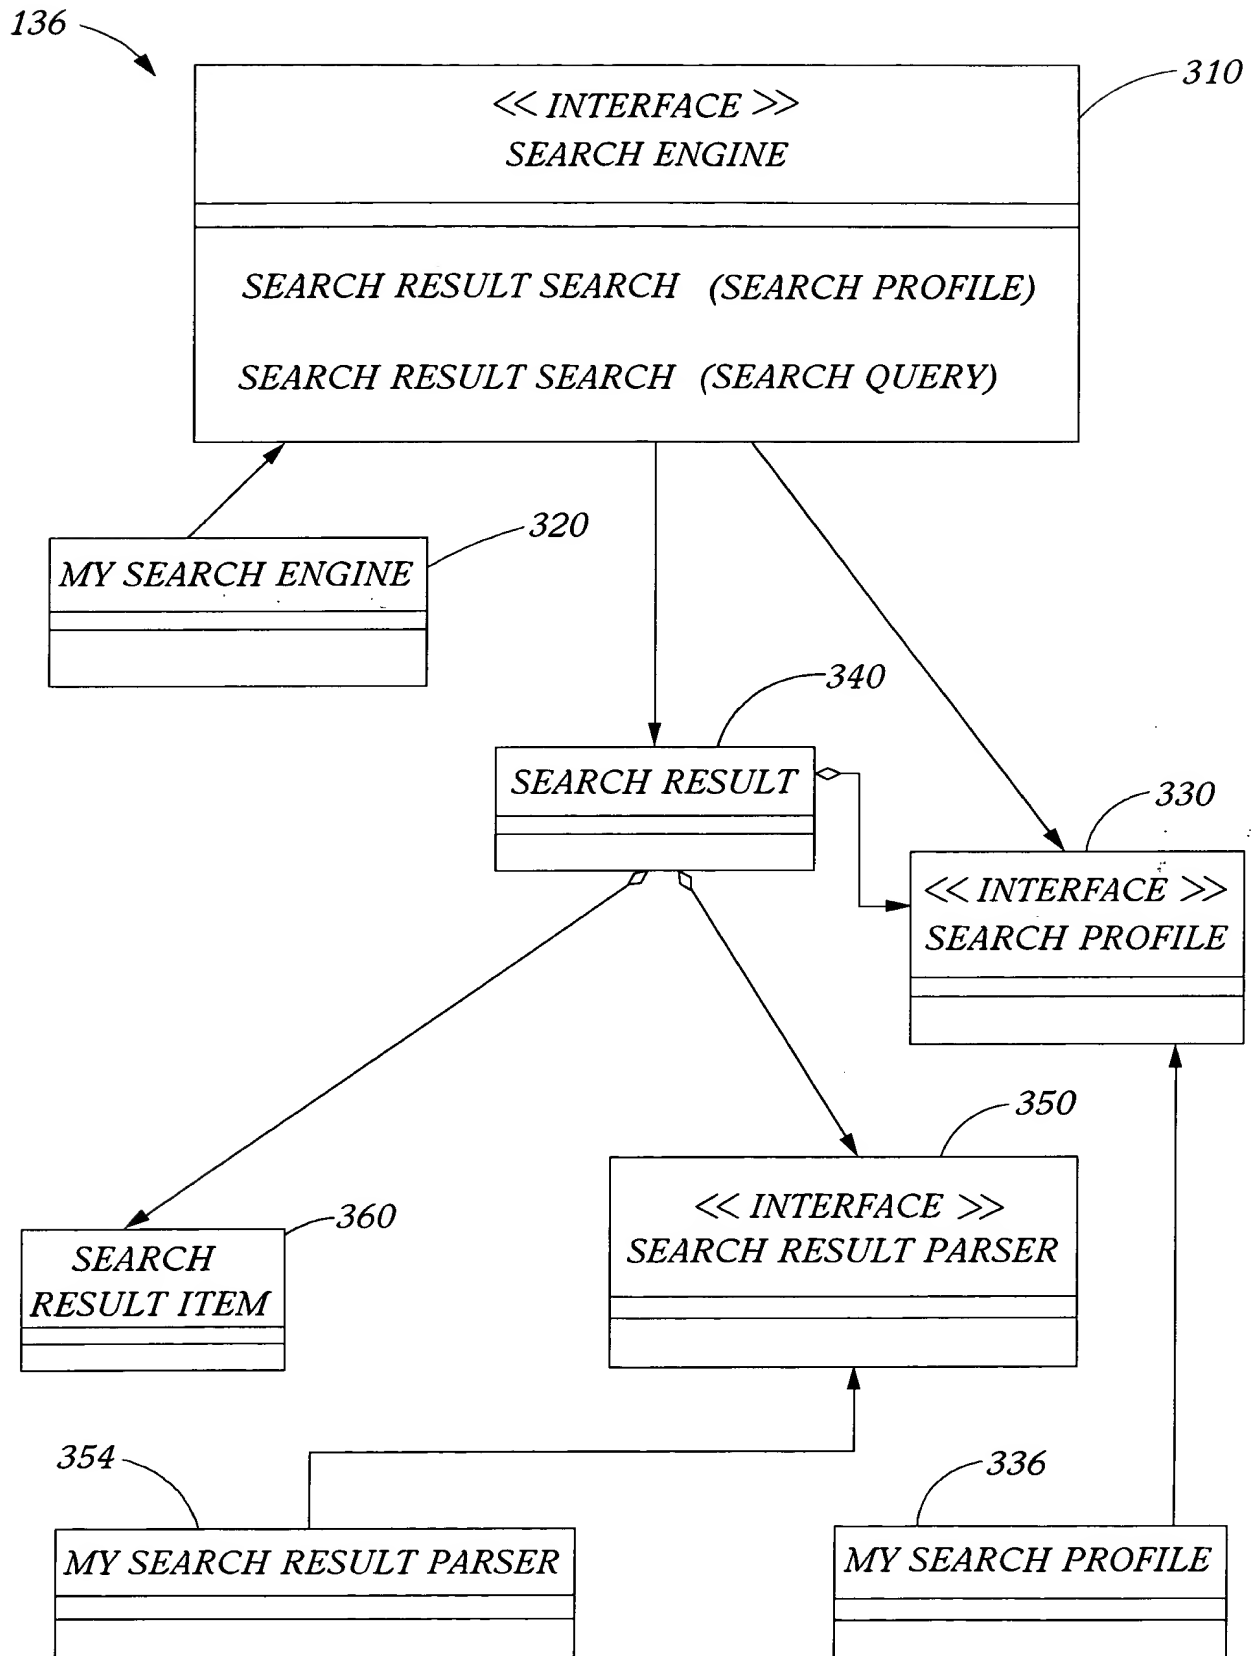 136
310
<< INTERFACE >>
SEARCH ENGINE
SEARCH RESULT SEARCH (SEARCH PROFILE)
SEARCH RESULT SEARCH (SEARCH QUERY)
320
MY SEARCH ENGINE
340
SEARCH RESULT
330
<< INTERFACE >>
SEARCH PROFILE
350
<< INTERFACE >>
SEARCH RESULT PARSER
360
SEARCH
RESULT ITEM
354
MY SEARCH RESULT PARSER
336
MY SEARCH PROFILE